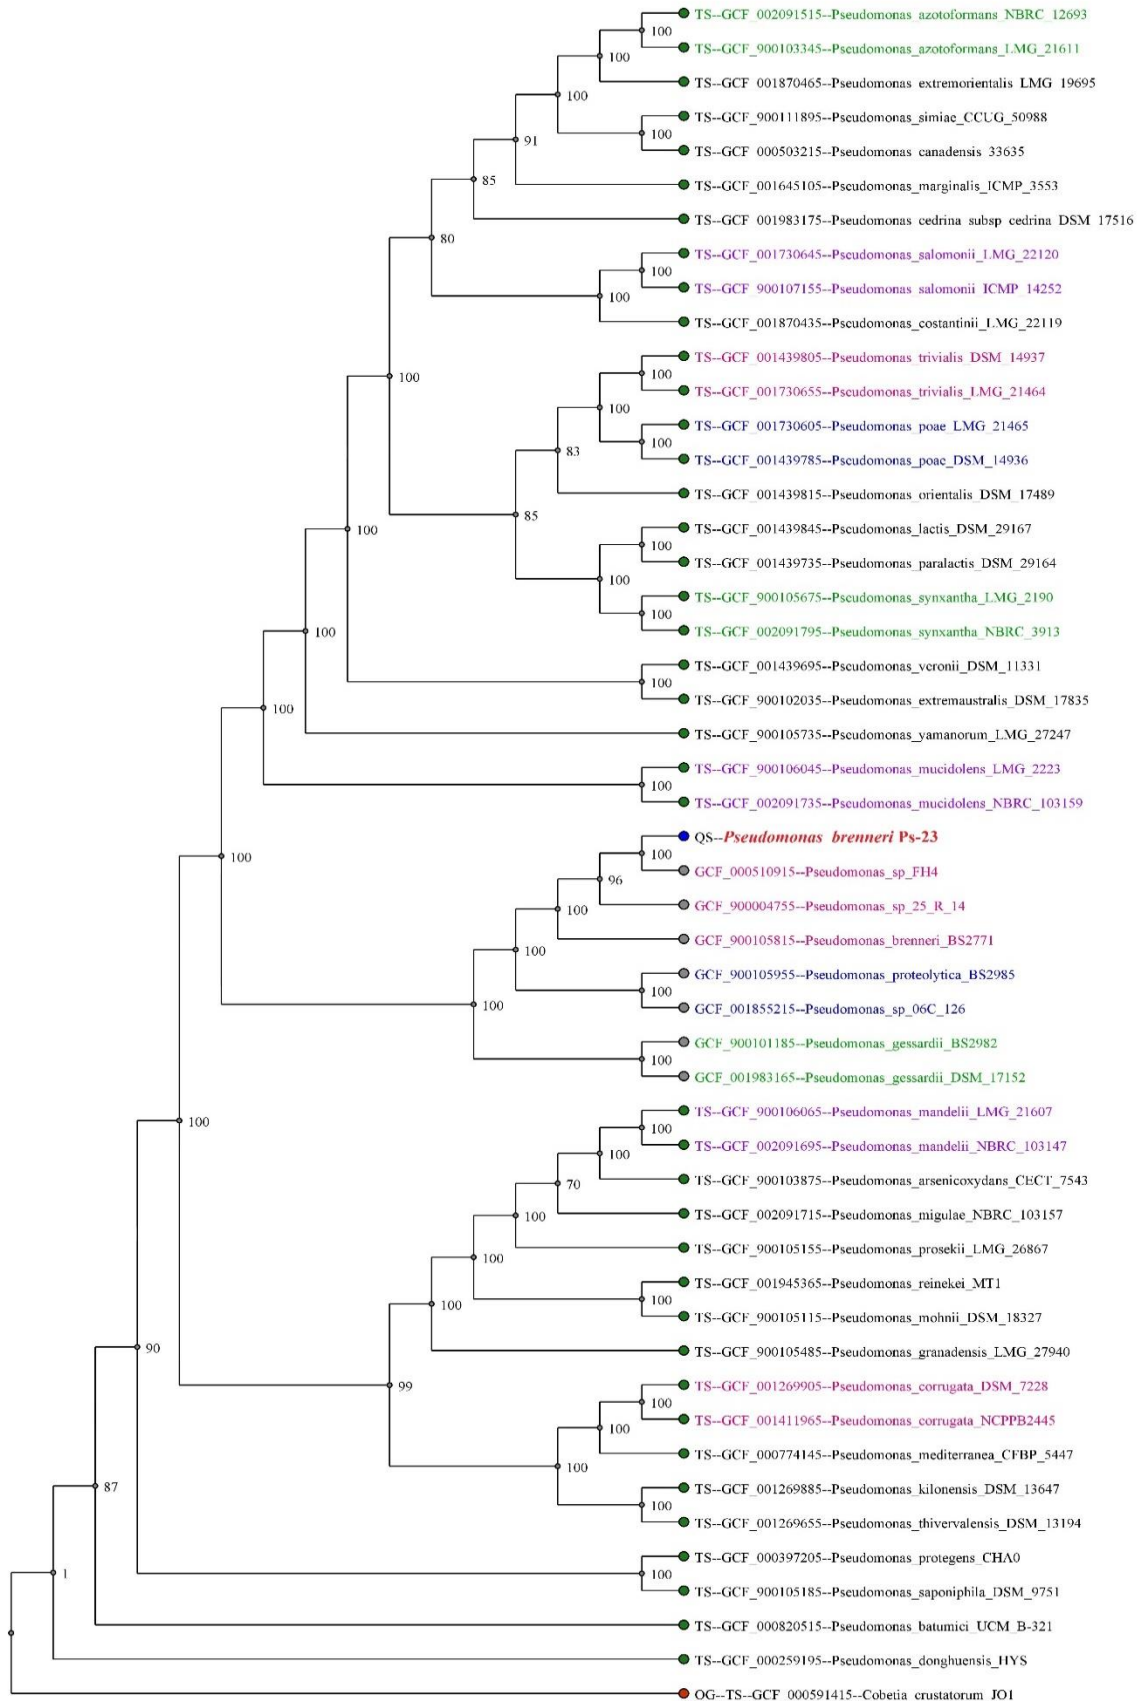 TS--GCF_002091515--Pseudomonas_azotoformans_NBRC_12693
100
TS--GCF_900103345--Pseudomonas_azotoformans_LMG_21611
100
TS--GCF_001870465--Pseudomonas_extremorientalis_LMG_19695
100
TS--GCF_900111895--Pseudomonas_simiae_CCUG_50988
100
91
TS--GCF_000503215--Pseudomonas_canadensis_33635
85
TS--GCF_001645105--Pseudomonas_marginalis_ICMP_3553
TS--GCF_001983175--Pseudomonas_cedrina_subsp_cedrina_DSM_17516
80
TS--GCF_001730645--Pseudomonas_salomonii_LMG_22120
100
TS--GCF_900107155--Pseudomonas_salomonii_ICMP_14252
100
TS--GCF_001870435--Pseudomonas_costantinii_LMG_22119
TS--GCF_001439805--Pseudomonas_trivialis_DSM_14937
100
100
TS--GCF_001730655--Pseudomonas_trivialis_LMG_21464
100
TS--GCF_001730605--Pseudomonas_poae_LMG_21465
100
83
TS--GCF_001439785--Pseudomonas_poae_DSM_14936
TS--GCF_001439815--Pseudomonas_orientalis_DSM_17489
85
TS--GCF_001439845--Pseudomonas_lactis_DSM_29167
100
100
TS--GCF_001439735--Pseudomonas_paralactis_DSM_29164
100
TS--GCF_900105675--Pseudomonas_synxantha_LMG_2190
100
TS--GCF_002091795--Pseudomonas_synxantha_NBRC_3913
100
TS--GCF_001439695--Pseudomonas_veronii_DSM_11331
100
TS--GCF_900102035--Pseudomonas_extremaustralis_DSM_17835
100
TS--GCF_900105735--Pseudomonas_yamanorum_LMG_27247
TS--GCF_900106045--Pseudomonas_mucidolens_LMG_2223
100
TS--GCF_002091735--Pseudomonas_mucidolens_NBRC_103159
QS--Pseudomonas_brenneri Ps-23
100
100
GCF_000510915--Pseudomonas_sp_FH4
96
GCF_900004755--Pseudomonas_sp_25_R_14
100
GCF_900105815--Pseudomonas_brenneri_BS2771
100
GCF_900105955--Pseudomonas_proteolytica_BS2985
100
100
GCF_001855215--Pseudomonas_sp_06C_126
GCF_900101185--Pseudomonas_gessardii_BS2982
100
GCF_001983165--Pseudomonas_gessardii_DSM_17152
TS--GCF_900106065--Pseudomonas_mandelii_LMG_21607
100
100
TS--GCF_002091695--Pseudomonas_mandelii_NBRC_103147
100
TS--GCF_900103875--Pseudomonas_arsenicoxydans_CECT_7543
70
TS--GCF_002091715--Pseudomonas_migulae_NBRC_103157
100
TS--GCF_900105155--Pseudomonas_prosekii_LMG_26867
100
TS--GCF_001945365--Pseudomonas_reinekei_MT1
100
100
TS--GCF_900105115--Pseudomonas_mohnii_DSM_18327
90
TS--GCF_900105485--Pseudomonas_granadensis_LMG_27940
99
TS--GCF_001269905--Pseudomonas_corrugata_DSM_7228
100
TS--GCF_001411965--Pseudomonas_corrugata_NCPPB2445
100
TS--GCF_000774145--Pseudomonas_mediterranea_CFBP_5447
100
87
TS--GCF_001269885--Pseudomonas_kilonensis_DSM_13647
100
TS--GCF_001269655--Pseudomonas_thivervalensis_DSM_13194
TS--GCF_000397205--Pseudomonas_protegens_CHA0
1
100
TS--GCF_900105185--Pseudomonas_saponiphila_DSM_9751
TS--GCF_000820515--Pseudomonas_batumici_UCM_B-321
TS--GCF_000259195--Pseudomonas_donghuensis_HYS
OG--TS--GCF_000591415--Cobetia_crustatorum_JO1